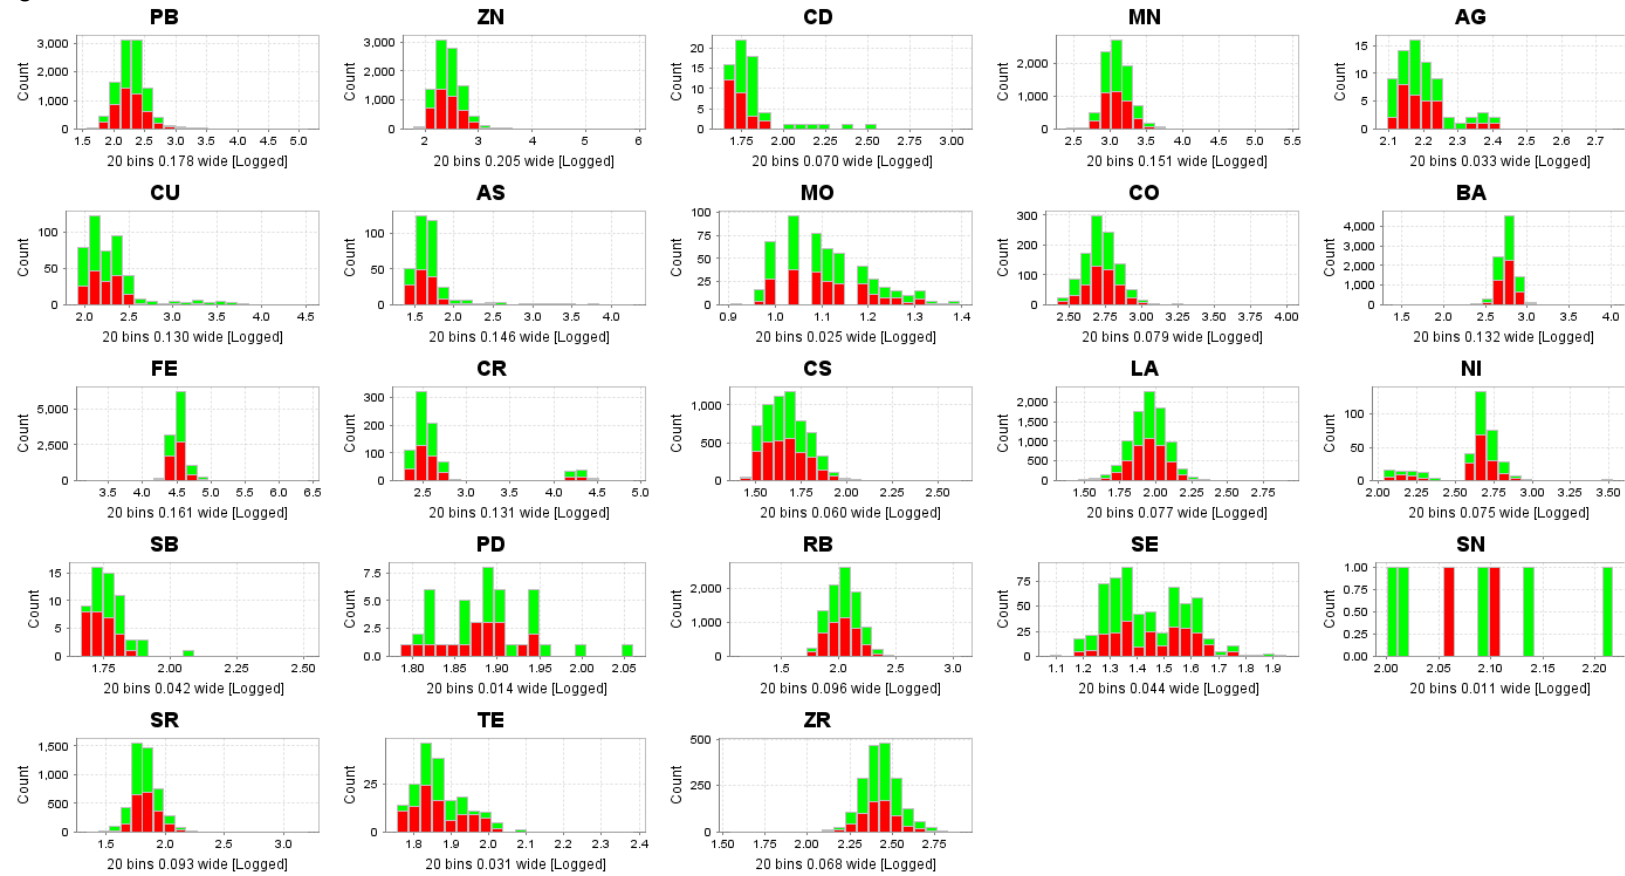 PB ZN CD MN AG
Count 3,000 2,000 1,000 0 1.5 2.0 2.5 3.0 3.5 4.0 4.5 5.0 20 bins 0.178 wide [Logged]
Count 3,000 2,000 1,000 0 2 3 4 5 6 20 bins 0.205 wide [Logged]
Count 20 15 10 5 0 1.75 2.00 2.25 2.50 2.75 3.00 20 bins 0.070 wide [Logged]
Count 2,000 1,000 0 2.5 3.0 3.5 4.0 4.5 5.0 5.5 20 bins 0.151 wide [Logged]
Count 15 10 5 0 2.1 2.2 2.3 2.4 2.5 2.6 2.7 20 bins 0.033 wide [Logged]
CU AS MO CO BA
Count 100 50 0 2.0 2.5 3.0 3.5 4.0 4.5 20 bins 0.130 wide [Logged]
Count 100 50 0 1.5 2.0 2.5 3.0 3.5 4.0 20 bins 0.146 wide [Logged]
Count 100 75 50 25 0 0.9 1.0 1.1 1.2 1.3 1.4 20 bins 0.025 wide [Logged]
Count 300 200 100 0 2.50 2.75 3.00 3.25 3.50 3.75 4.00 20 bins 0.079 wide [Logged]
Count 4,000 3,000 2,000 1,000 0 1.5 2.0 2.5 3.0 3.5 4.0 20 bins 0.132 wide [Logged]
FE CR CS LA NI
Count 5,000 2,500 0 3.5 4.0 4.5 5.0 5.5 6.0 6.5 20 bins 0.161 wide [Logged]
Count 300 200 100 0 2.5 3.0 3.5 4.0 4.5 5.0 20 bins 0.131 wide [Logged]
Count 1,000 500 0 1.50 1.75 2.00 2.25 2.50 20 bins 0.060 wide [Logged]
Count 2,000 1,500 1,000 500 0 1.50 1.75 2.00 2.25 2.50 2.75 20 bins 0.077 wide [Logged]
Count 100 50 0 2.00 2.25 2.50 2.75 3.00 3.25 3.50 20 bins 0.075 wide [Logged]
SB PD RB SE SN
Count 15 10 5 0 1.75 2.00 2.25 2.50 20 bins 0.042 wide [Logged]
Count 7.5 5.0 2.5 0.0 1.80 1.85 1.90 1.95 2.00 2.05 20 bins 0.014 wide [Logged]
Count 2,000 1,000 0 1.5 2.0 2.5 3.0 20 bins 0.096 wide [Logged]
Count 75 50 25 0 1.1 1.2 1.3 1.4 1.5 1.6 1.7 1.8 1.9 20 bins 0.044 wide [Logged]
Count 1.00 0.75 0.50 0.25 0.00 2.00 2.05 2.10 2.15 2.20 20 bins 0.011 wide [Logged]
SR TE ZR
Count 1,500 1,000 500 0 1.5 2.0 2.5 3.0 20 bins 0.093 wide [Logged]
Count 25 0 1.8 1.9 2.0 2.1 2.2 2.3 2.4 20 bins 0.031 wide [Logged]
Count 500 250 0 1.50 1.75 2.00 2.25 2.50 2.75 20 bins 0.068 wide [Logged]